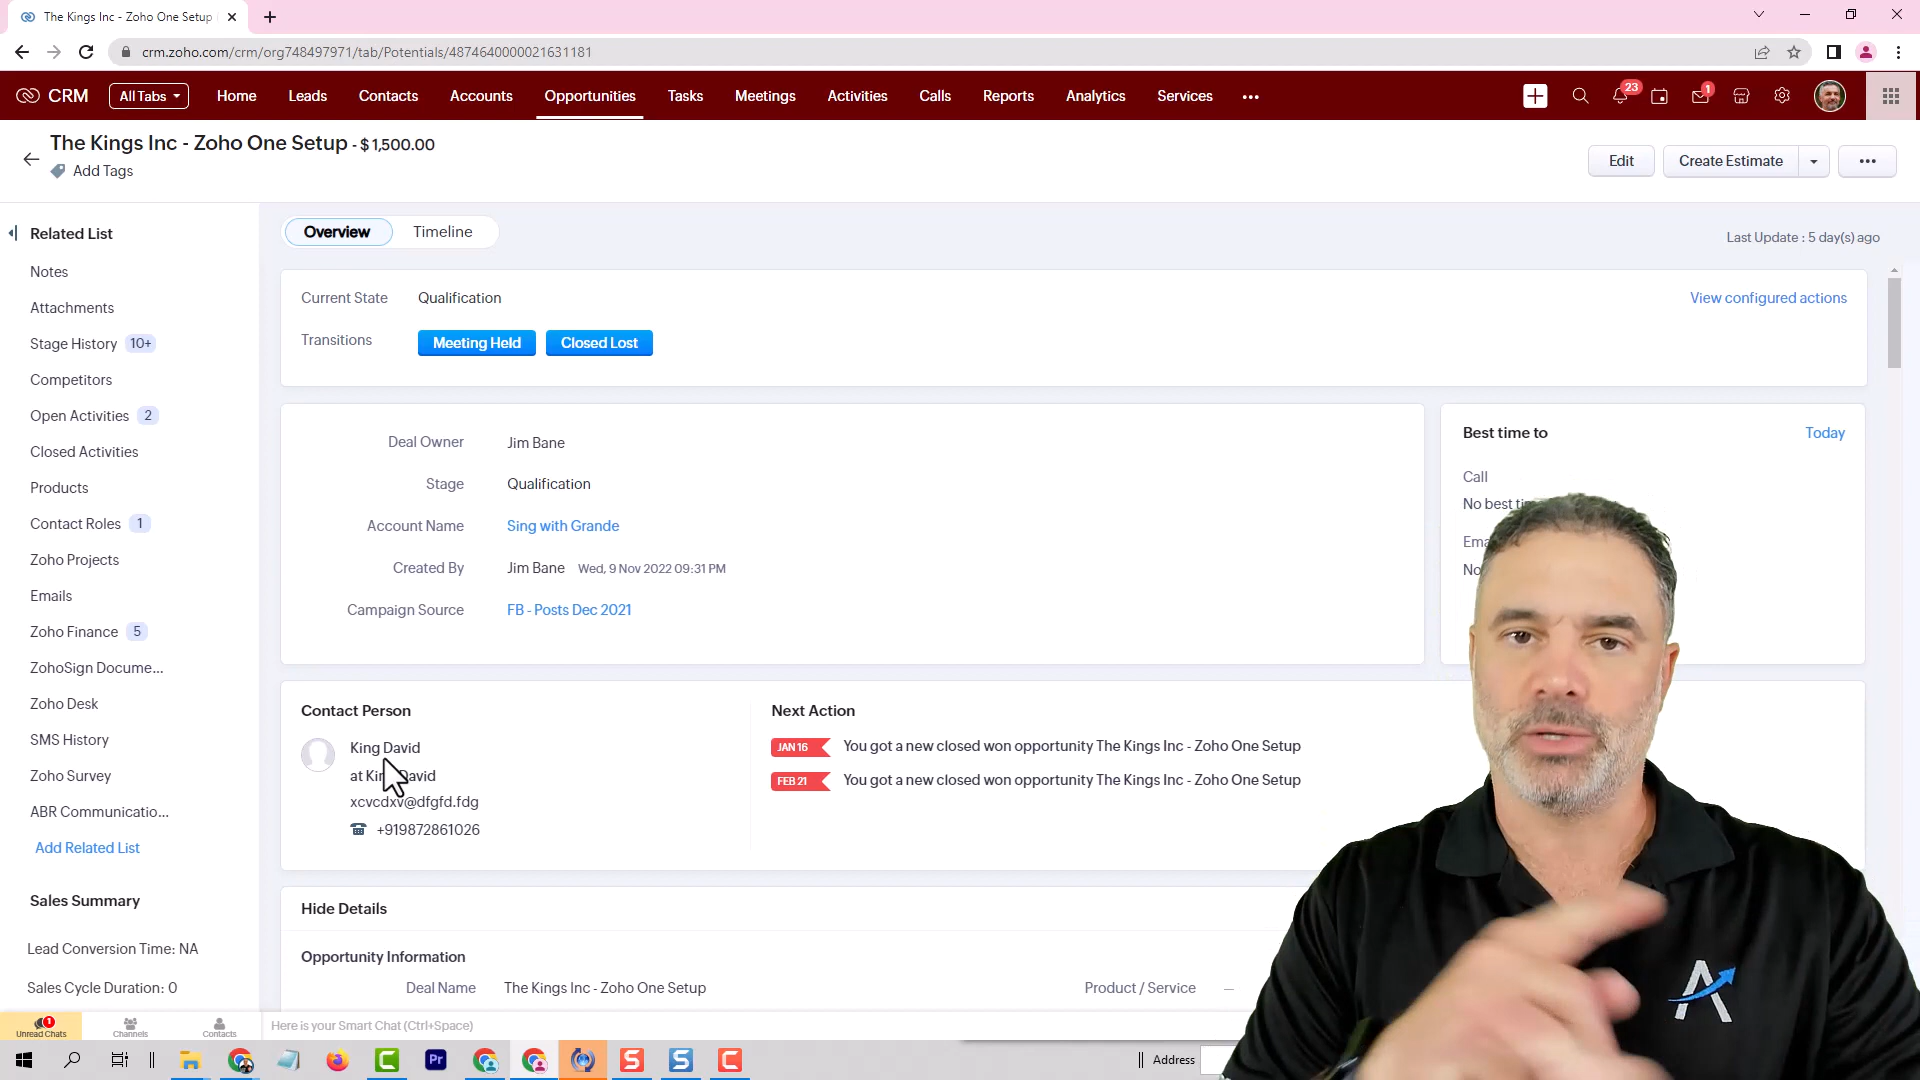 The Kings Inc - Zoho One Setup
crm.zoho.com/crm/org748497971/tab/Potentials/4874640000021631181
CRM
All Tabs
Home
Leads
Contacts
Accounts
Opportunities
Tasks
Meetings
Activities
Calls
Reports
Analytics
Services
23
1
The Kings Inc - Zoho One Setup - $ 1,500.00
Add Tags
Edit
Create Estimate
Related List
Notes
Attachments
Stage History 10+
Competitors
Open Activities 2
Closed Activities
Products
Contact Roles 1
Zoho Projects
Emails
Zoho Finance 5
ZohoSign Docume...
Zoho Desk
SMS History
Zoho Survey
ABR Communicatio...
Add Related List
Sales Summary
Lead Conversion Time: NA
Sales Cycle Duration: 0
Overview
Timeline
Last Update : 5 day(s) ago
Current State Qualification
View configured actions
Transitions Meeting Held Closed Lost
Deal Owner Jim Bane
Stage Qualification
Account Name Sing with Grande
Created By Jim Bane Wed, 9 Nov 2022 09:31 PM
Campaign Source FB - Posts Dec 2021
Best time to
Today
Call
No best
No
Contact Person
King David
at
xcvcdxv@dfgfd.fdg
+919872861026
Next Action
JAN 16 You got a new closed won opportunity The Kings Inc - Zoho One Setup
FEB 21 You got a new closed won opportunity The Kings Inc - Zoho One Setup
Hide Details
Opportunity Information
Deal Name The Kings Inc - Zoho One Setup
Product / Service —
1
Unread Chats
Channels
Contacts
Here is your Smart Chat (Ctrl+Space)
Pr
Address